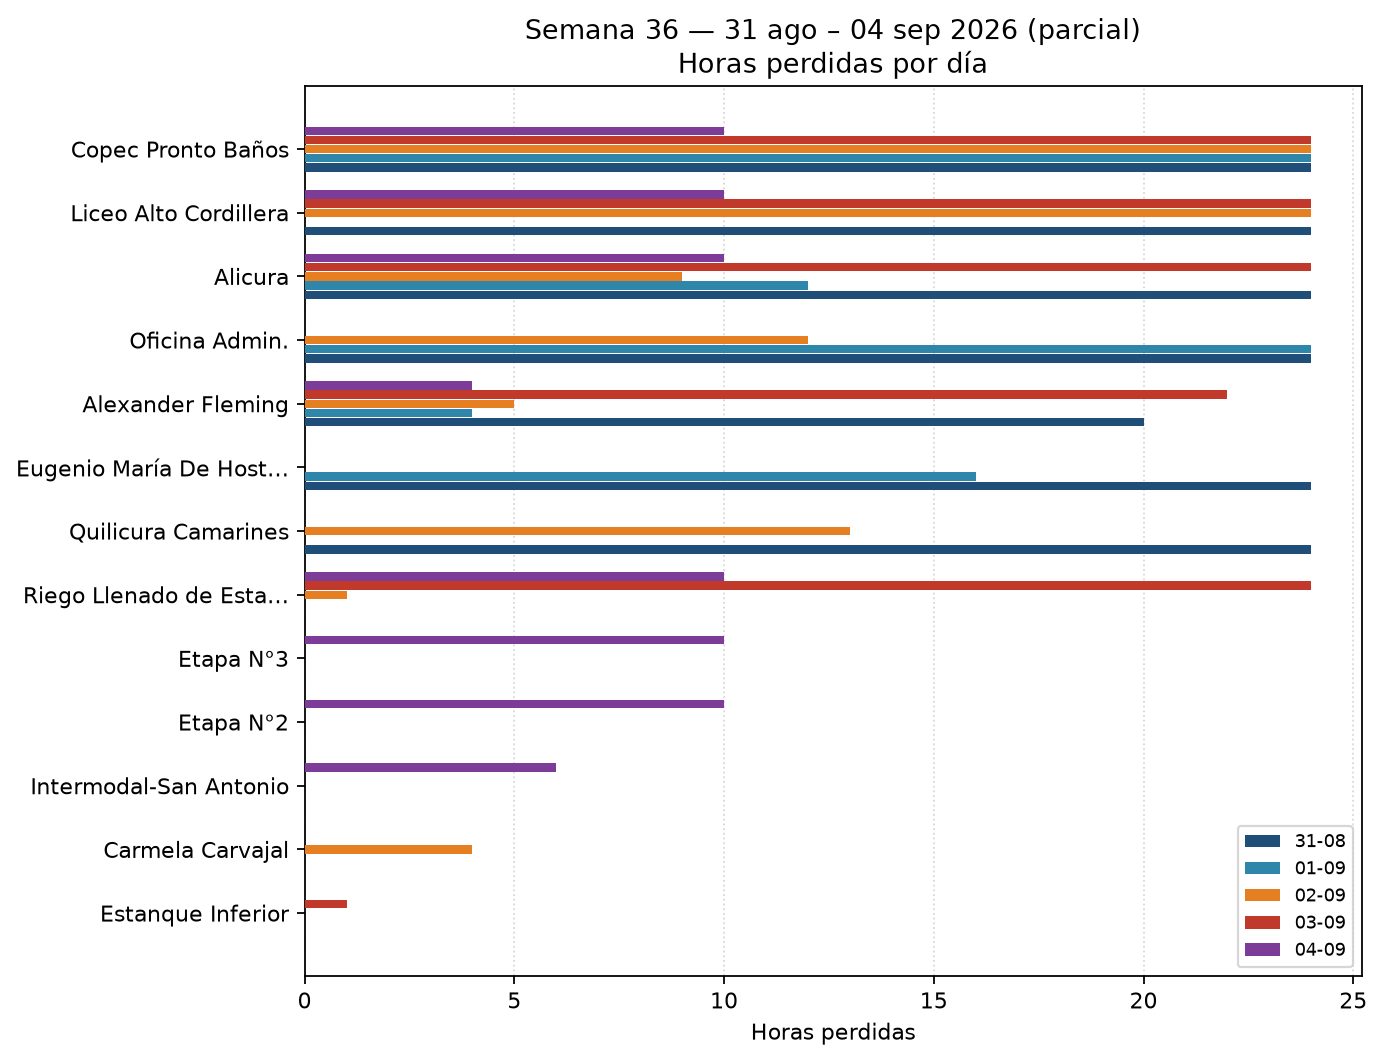 Semana 36 — 31 ago – 04 sep 2026 (parcial)
Horas perdidas por día
Copec Pronto Baños
Liceo Alto Cordillera
Alicura
Oficina Admin.
Alexander Fleming
Eugenio María De Host...
Quilicura Camarines
Riego Llenado de Esta...
Etapa N°3
Etapa N°2
Intermodal-San Antonio
Carmela Carvajal
Estanque Inferior
31-08
01-09
02-09
03-09
04-09
0 5 10 15 20 25
Horas perdidas